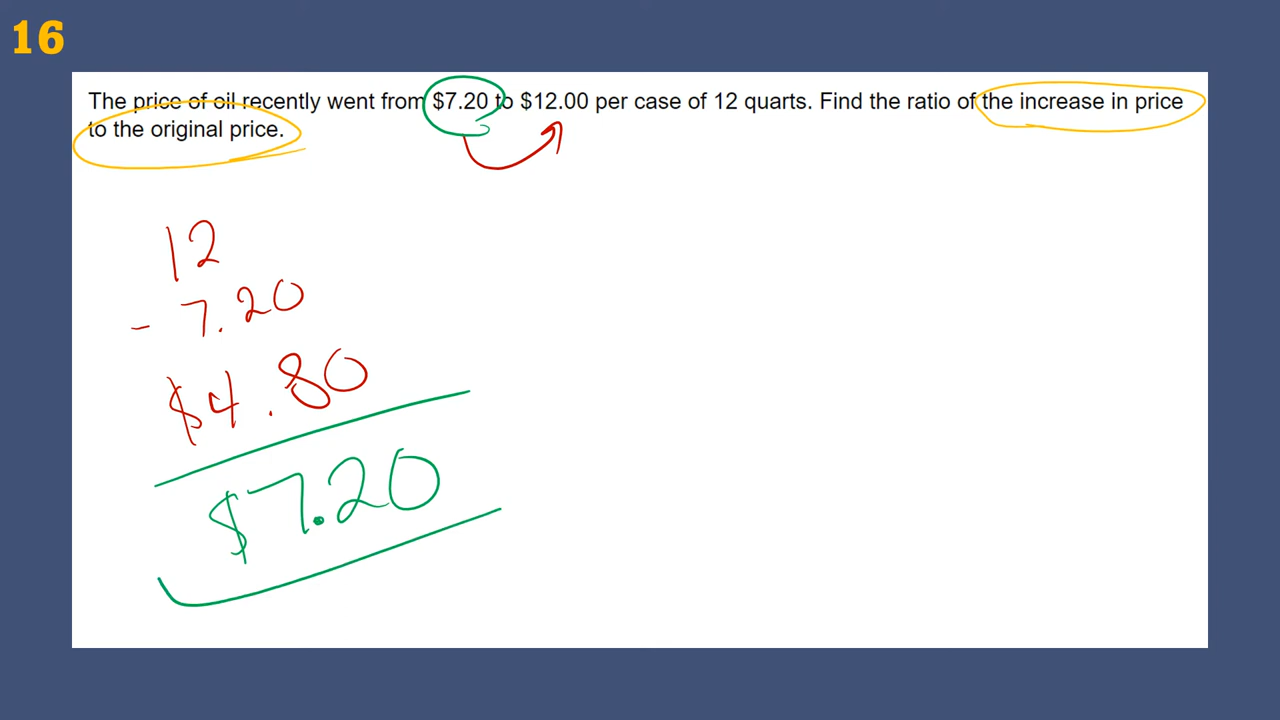 16
The price of oil recently went from $7.20 to $12.00 per case of 12 quarts. Find the ratio of the increase in price
to the original price.
12
- 7.20
$4.80
$7.20